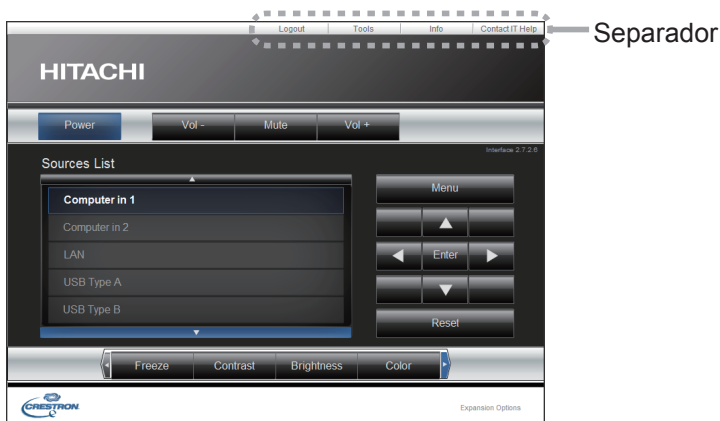 Logout Tools Info Contact IT Help
Separador
HITACHI
Power Vol - Mute Vol +
Interface 2.7.2.6
Sources List
Computer in 1
Computer in 2
LAN
USB Type A
USB Type B
Menu
Enter
Reset
Freeze Contrast Brightness Color
CRESTRON
Expansion Options